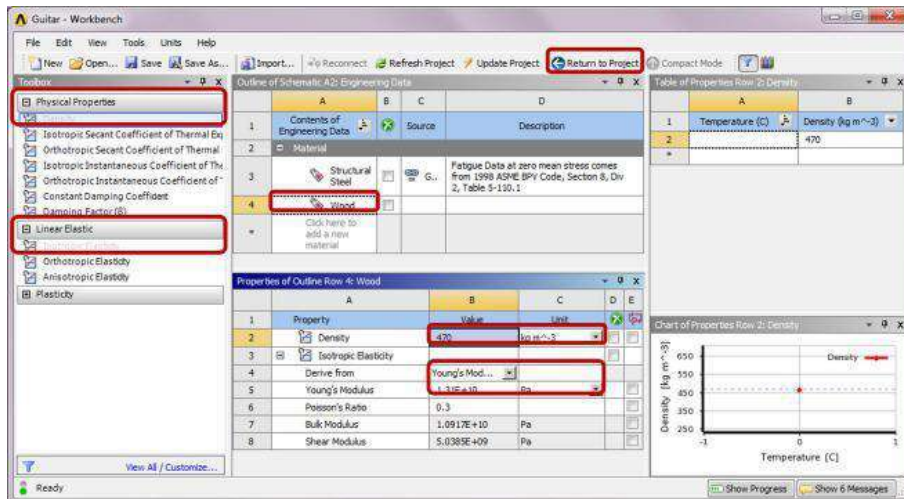 Guitar - Workbench
File Edit View Tools Units Help
New Open... Save Save As... Import... Reconnect Refresh Project Update Project Return to Project Compact Mode
Toolbox
Physical Properties
Density
Isotropic Secant Coefficient of Thermal Exp
Orthotropic Secant Coefficient of Thermal
Isotropic Instantaneous Coefficient of The
Orthotropic Instantaneous Coefficient of
Constant Damping Coefficient
Damping Factor (β)
Linear Elastic
Isotropic Elasticity
Orthotropic Elasticity
Anisotropic Elasticity
Plasticity
View All / Customize...
Outline of Schematic A2: Engineering Data
A B C D
1 Contents of Engineering Data Source Description
2 Material
3 Structural Steel G... Fatigue Data at zero mean stress comes from 1998 ASME BPV Code, Section 8, Div 2, Table 5-110.1
4 Wood
* Click here to add a new material
Properties of Outline Row 4: Wood
A B C D E
1 Property Value Unit
2 Density 470 kg m^-3
3 Isotropic Elasticity
4 Derive from Young's Mod...
5 Young's Modulus 1.31E+10 Pa
6 Poisson's Ratio 0.3
7 Bulk Modulus 1.0917E+10 Pa
8 Shear Modulus 5.0385E+09 Pa
Table of Properties Row 2: Density
A B
1 Temperature (C) Density (kg m^-3)
2 470
*
Chart of Properties Row 2: Density
Density [kg m^-3]
650
550
450
350
250
Density
-1 0 1
Temperature [C]
Ready
Show Progress Show 6 Messages